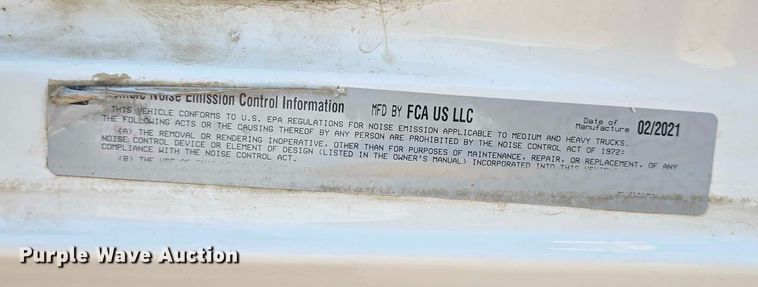 Noise Emission Control Information MFD BY FCA US LLC Date of Manufacture 02/2021
THIS VEHICLE CONFORMS TO U.S. EPA REGULATIONS FOR NOISE EMISSION APPLICABLE TO MEDIUM AND HEAVY TRUCKS.
THE FOLLOWING ACTS OR THE CAUSING THEREOF BY ANY PERSON ARE PROHIBITED BY THE NOISE CONTROL ACT OF 1972:
(A) THE REMOVAL OR RENDERING INOPERATIVE, OTHER THAN FOR PURPOSES OF MAINTENANCE, REPAIR, OR REPLACEMENT, OF ANY
NOISE CONTROL DEVICE OR ELEMENT OF DESIGN (LISTED IN THE OWNER'S MANUAL) INCORPORATED INTO THIS
COMPLIANCE WITH THE NOISE CONTROL ACT.
(B) THE USE OF
Purple Wave Auction